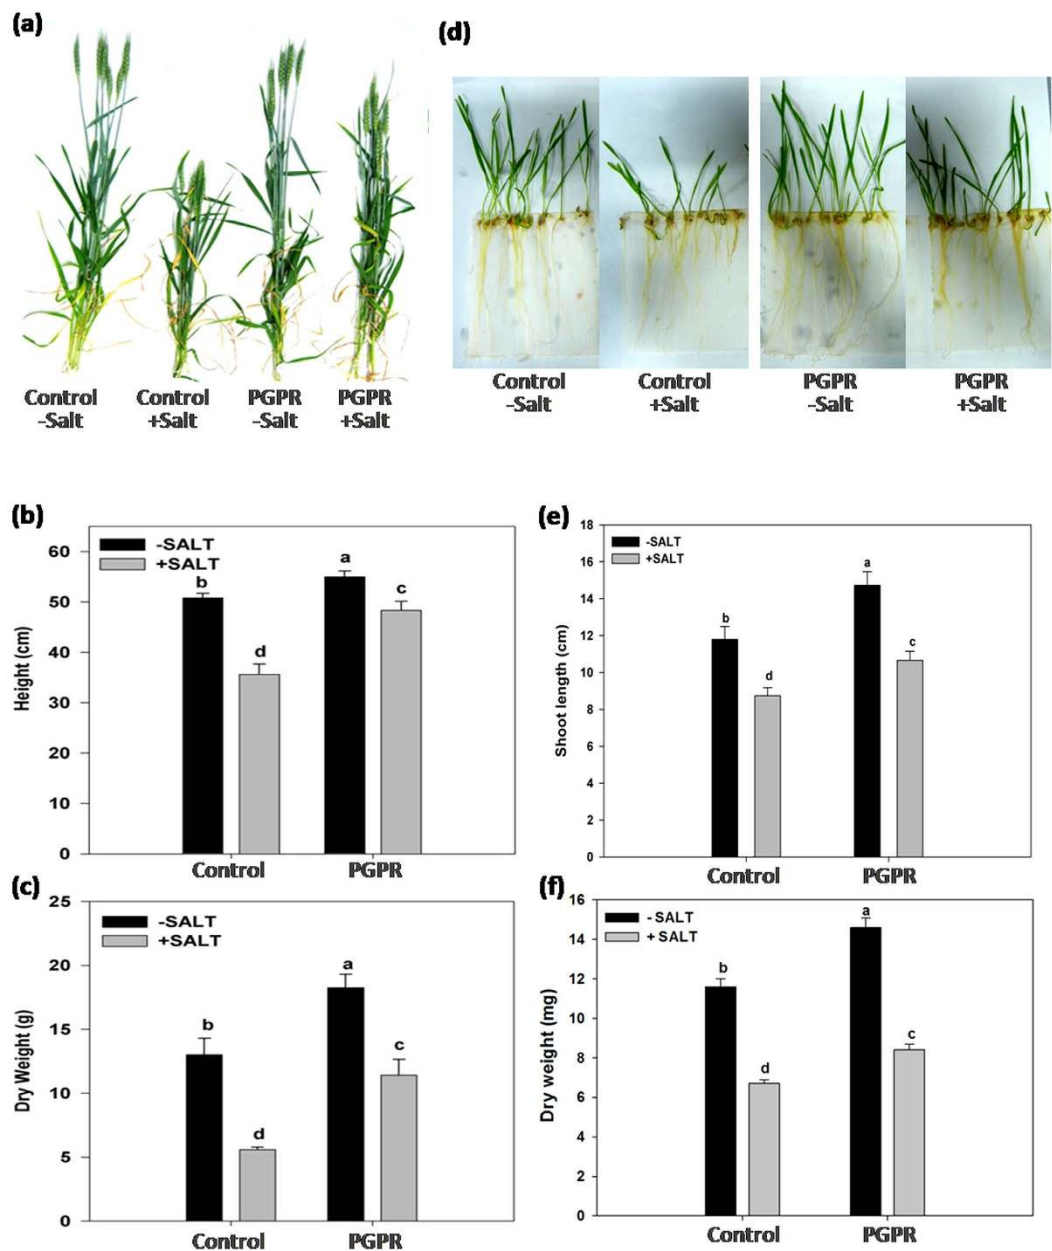 (a)
Control
-Salt
Control
+Salt
PGPR
-Salt
PGPR
+Salt
(d)
Control
-Salt
Control
+Salt
PGPR
-Salt
PGPR
+Salt
(b)
-SALT
+SALT
Height (cm)
60
50
40
30
20
10
0
b
d
a
c
Control
PGPR
(e)
-SALT
+SALT
Shoot length (cm)
18
16
14
12
10
8
6
4
2
0
b
d
a
c
Control
PGPR
(c)
-SALT
+SALT
Dry Weight (g)
25
20
15
10
5
0
b
d
a
c
Control
PGPR
(f)
- SALT
+ SALT
Dry weight (mg)
16
14
12
10
8
6
4
2
0
b
d
a
c
Control
PGPR